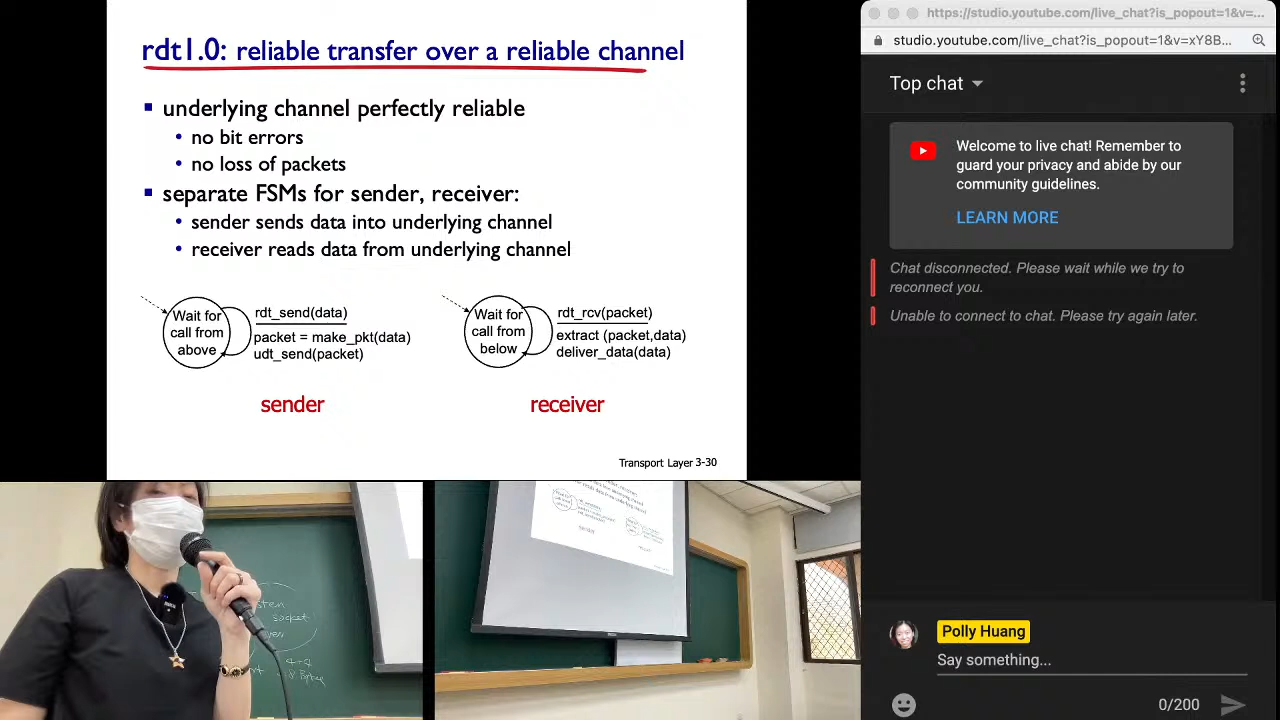 rdt1.0: reliable transfer over a reliable channel
▪ underlying channel perfectly reliable
• no bit errors
• no loss of packets
▪ separate FSMs for sender, receiver:
• sender sends data into underlying channel
• receiver reads data from underlying channel
Wait for
call from
above
rdt_send(data)
packet = make_pkt(data)
udt_send(packet)
sender
Wait for
call from
below
rdt_rcv(packet)
extract (packet,data)
deliver_data(data)
receiver
Transport Layer 3-30
socket
https://studio.youtube.com/live_chat?is_popout=1&v=...
studio.youtube.com/live_chat?is_popout=1&v=xY8B...
Top chat
Welcome to live chat! Remember to
guard your privacy and abide by our
community guidelines.
LEARN MORE
Chat disconnected. Please wait while we try to
reconnect you.
Unable to connect to chat. Please try again later.
Polly Huang
Say something...
0/200